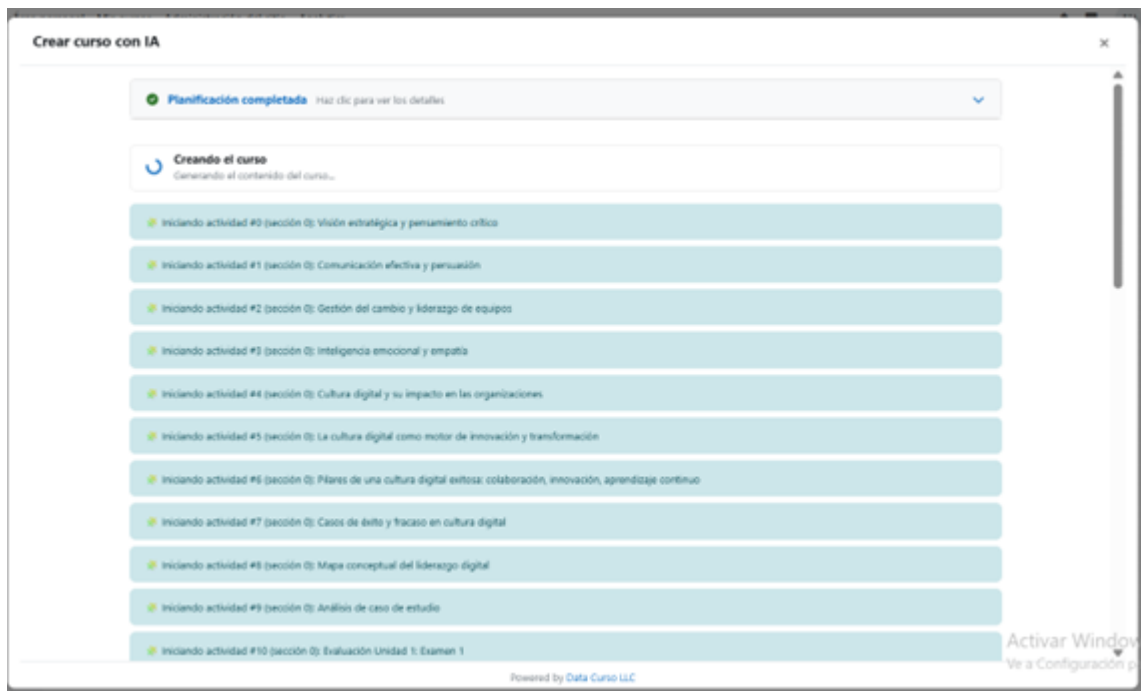 Crear curso con IA
×
Planificación completada Haz clic para ver los detalles
Creando el curso
Generando el contenido del curso...
Iniciando actividad #0 (sección 0): Visión estratégica y pensamiento crítico
Iniciando actividad #1 (sección 0): Comunicación efectiva y persuasión
Iniciando actividad #2 (sección 0): Gestión del cambio y liderazgo de equipos
Iniciando actividad #3 (sección 0): Inteligencia emocional y empatía
Iniciando actividad #4 (sección 0): Cultura digital y su impacto en las organizaciones
Iniciando actividad #5 (sección 0): La cultura digital como motor de innovación y transformación
Iniciando actividad #6 (sección 0): Pilares de una cultura digital exitosa: colaboración, innovación, aprendizaje continuo
Iniciando actividad #7 (sección 0): Casos de éxito y fracaso en cultura digital
Iniciando actividad #8 (sección 0): Mapa conceptual del liderazgo digital
Iniciando actividad #9 (sección 0): Análisis de caso de estudio
Iniciando actividad #10 (sección 0): Evaluación Unidad 1: Examen 1
Activar Window
Ve a Configuración p
Powered by Data Curso LLC